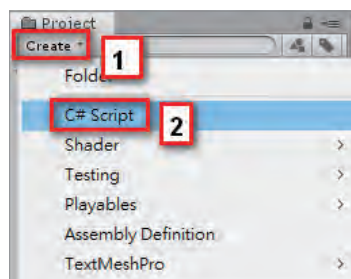 Project
Create
1
Folder
C# Script
2
Shader
Testing
Playables
Assembly Definition
TextMeshPro